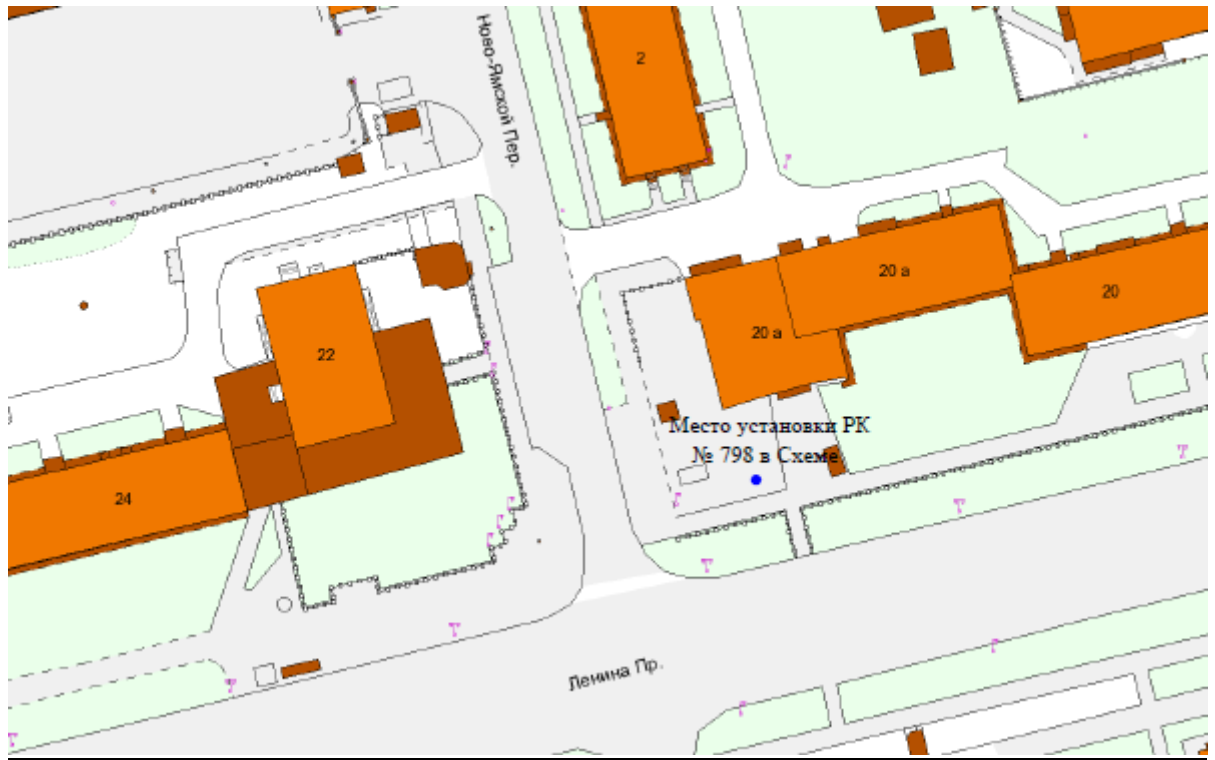 Ново-Ямской Пер.
2
20 а
20
20 а
22
Место установки РК
№ 798 в Схеме
24
Ленина Пр.